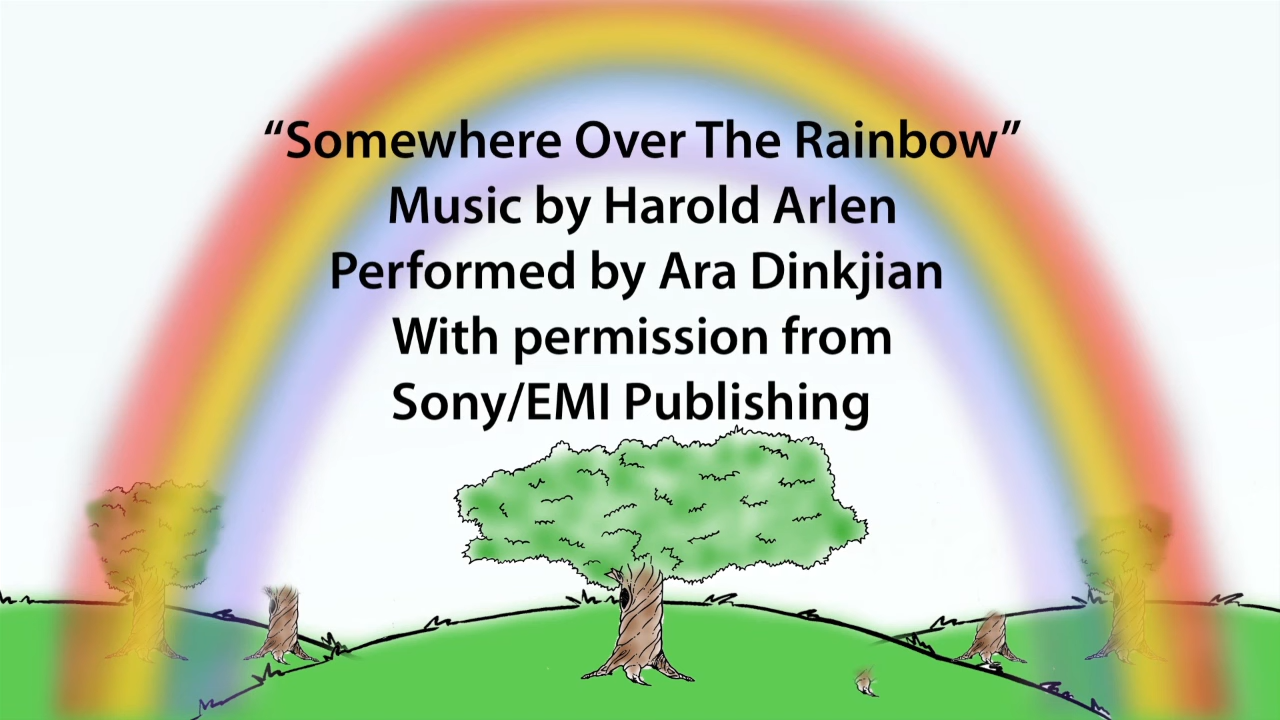 “Somewhere Over The Rainbow”
Music by Harold Arlen
Performed by Ara Dinkjian
With permission from
Sony/EMI Publishing